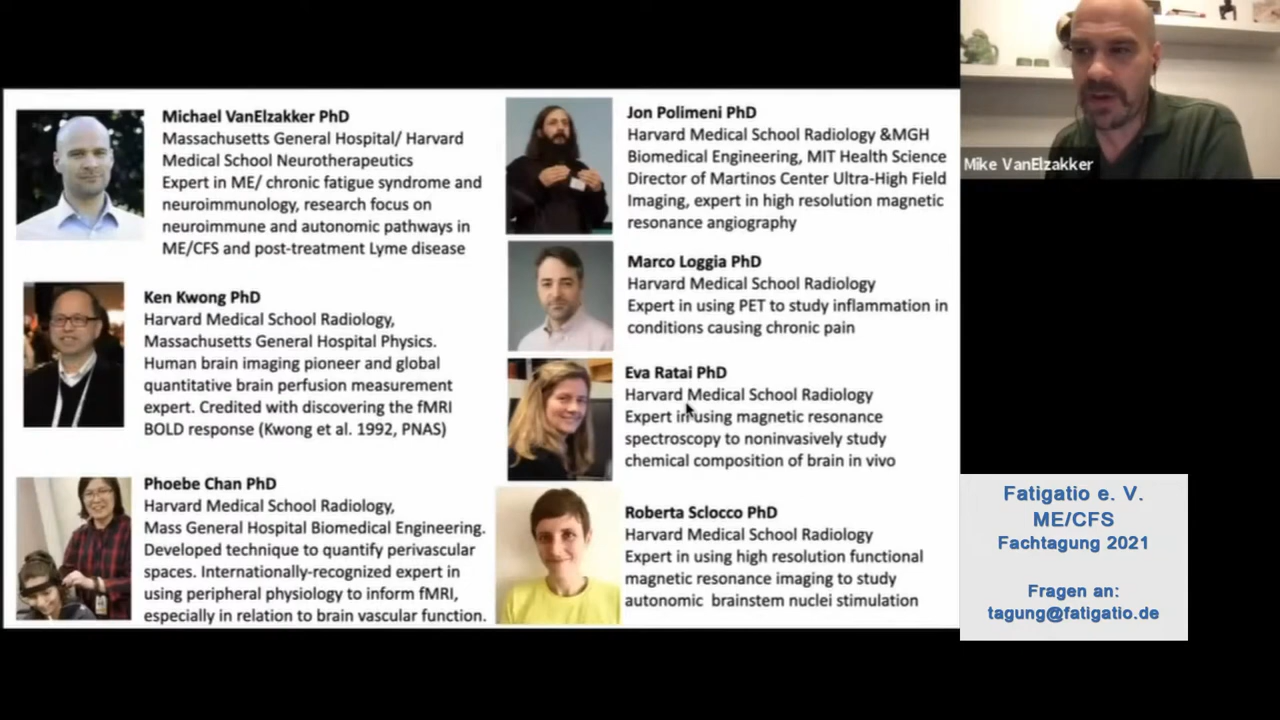 Michael VanElzakker PhD
Massachusetts General Hospital/ Harvard
Medical School Neurotherapeutics
Expert in ME/ chronic fatigue syndrome and
neuroimmunology, research focus on
neuroimmune and autonomic pathways in
ME/CFS and post-treatment Lyme disease
Ken Kwong PhD
Harvard Medical School Radiology,
Massachusetts General Hospital Physics.
Human brain imaging pioneer and global
quantitative brain perfusion measurement
expert. Credited with discovering the fMRI
BOLD response (Kwong et al. 1992, PNAS)
Phoebe Chan PhD
Harvard Medical School Radiology,
Mass General Hospital Biomedical Engineering.
Developed technique to quantify perivascular
spaces. Internationally-recognized expert in
using peripheral physiology to inform fMRI,
especially in relation to brain vascular function.
Jon Polimeni PhD
Harvard Medical School Radiology &MGH
Biomedical Engineering, MIT Health Science
Director of Martinos Center Ultra-High Field
Imaging, expert in high resolution magnetic
resonance angiography
Marco Loggia PhD
Harvard Medical School Radiology
Expert in using PET to study inflammation in
conditions causing chronic pain
Eva Ratai PhD
Harvard Medical School Radiology
Expert in using magnetic resonance
spectroscopy to noninvasively study
chemical composition of brain in vivo
Roberta Sclocco PhD
Harvard Medical School Radiology
Expert in using high resolution functional
magnetic resonance imaging to study
autonomic brainstem nuclei stimulation
Mike VanElzakker
Fatigatio e. V.
ME/CFS
Fachtagung 2021
Fragen an:
tagung@fatigatio.de